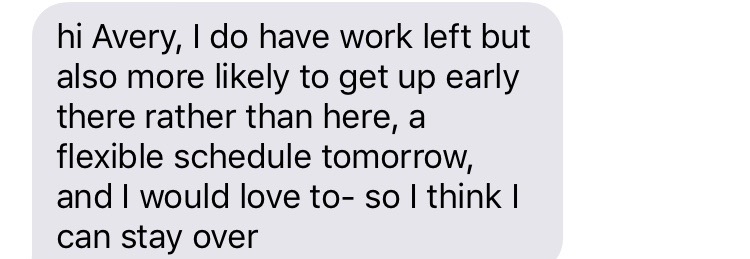 hi Avery, I do have work left but
also more likely to get up early
there rather than here, a
flexible schedule tomorrow,
and I would love to- so I think I
can stay over